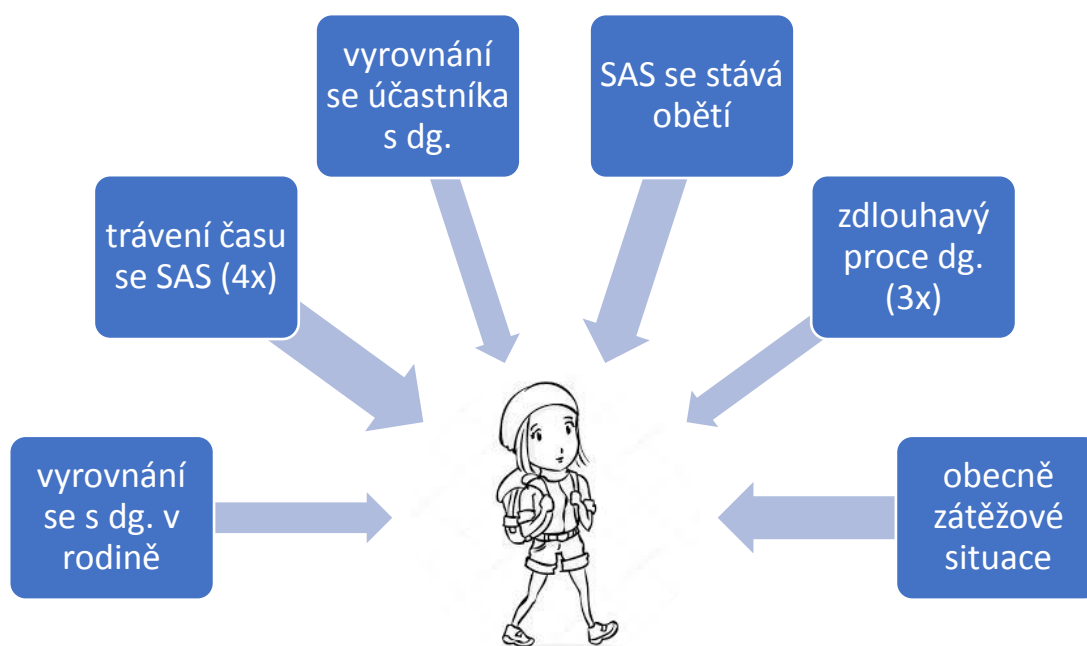 vyrovnání
se účastníka
s dg.
SAS se stává
obětí
trávení času
se SAS (4x)
zdlouhavý
proce dg.
(3x)
vyrovnání
se s dg. v
rodině
obecně
zátěžové
situace